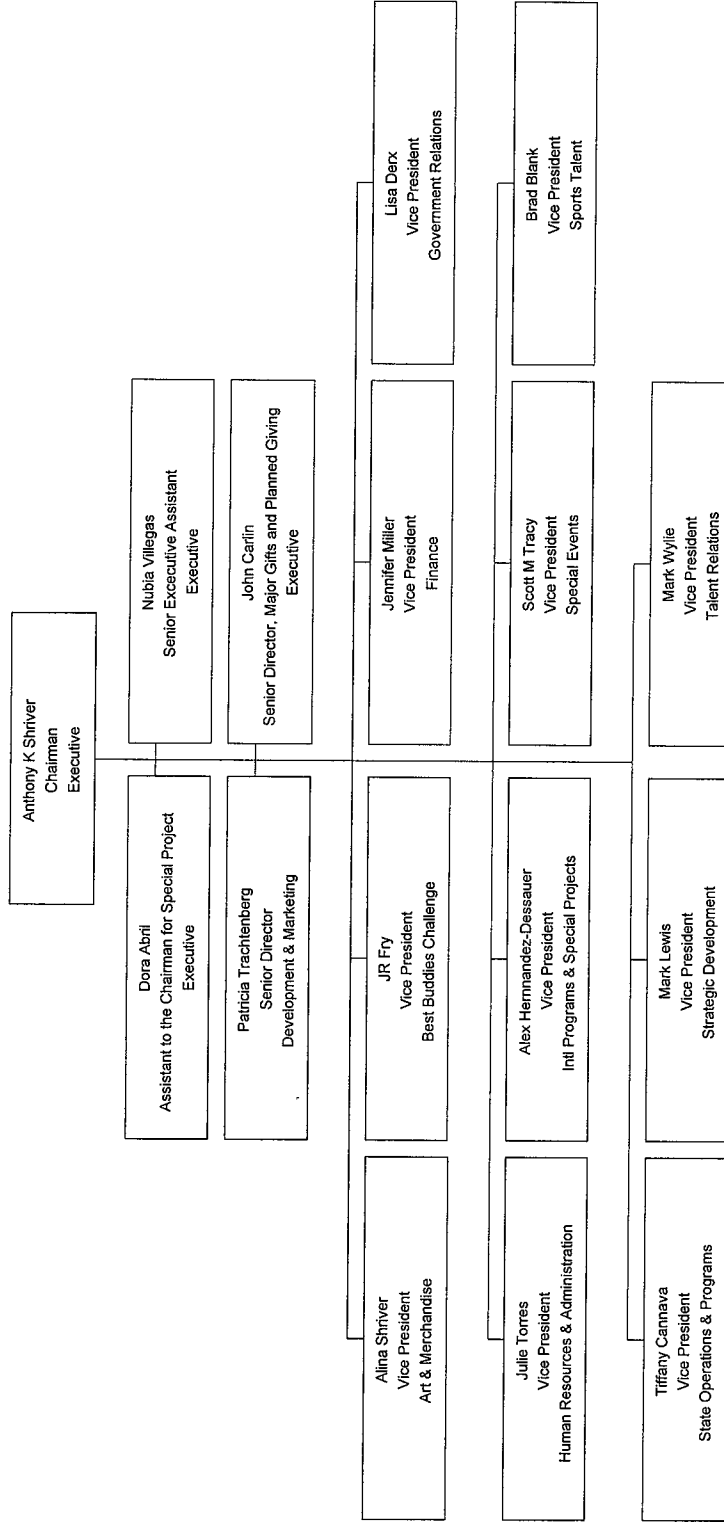 Anthony K Shriver
Chairman
Executive
Dora Abril
Assistant to the Chairman for Special Project
Executive
Nubia Villegas
Senior Excecutive Assistant
Executive
Patricia Trachtenberg
Senior Director
Development & Marketing
John Carlin
Senior Director, Major Gifts and Planned Giving
Executive
Alina Shriver
Vice President
Art & Merchandise
JR Fry
Vice President
Best Buddies Challenge
Jennifer Miller
Vice President
Finance
Lisa Derx
Vice President
Government Relations
Julie Torres
Vice President
Human Resources & Administration
Alex Hernnandez-Dessauer
Vice President
Intl Programs & Special Projects
Scott M Tracy
Vice President
Special Events
Brad Blank
Vice President
Sports Talent
Tiffany Cannava
Vice President
State Operations & Programs
Mark Lewis
Vice President
Strategic Development
Mark Wylie
Vice President
Talent Relations